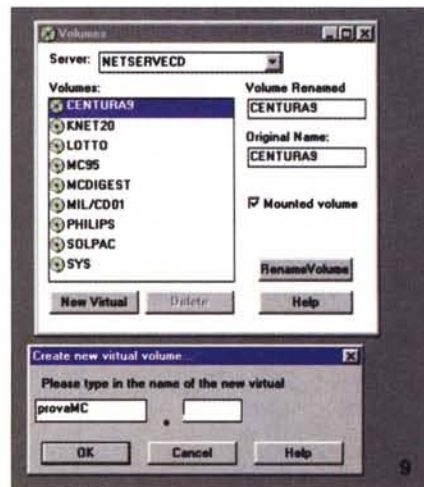 Volumes
Server: NETSERVECD
Volumes:
CENTURA9
KNET20
LOTTO
MC95
MCDIGEST
MIL/CD01
PHILIPS
SOLPAC
SYS
Volume Renamed
CENTURA9
Original Name:
CENTURA9
Mounted volume
RenameVolume
New Virtual
Delete
Help
Create new virtual volume...
Please type in the name of the new virtual
provaMC .
OK
Cancel
Help
9